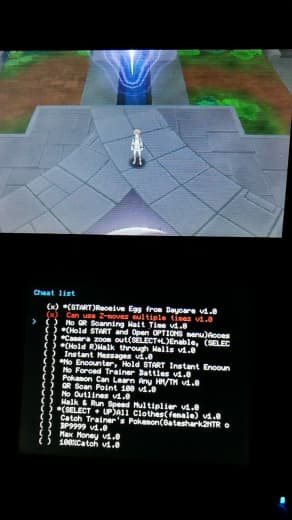 Cheat list
(x) *(START)Receive Egg from Daycare v1.0
(x) Can use Z-moves multiple times v1.0
> ( ) No QR Scanning Wait Time v1.0
( ) *(Hold START and Open OPTIONS menu)Acces
( ) *Camera zoom out(SELECT+L)Enable, (SELEC
( ) *(Hold R)Walk through Walls v1.0
( ) Instant Messages v1.0
( ) *No Encounter, Hold START Instant Encoun
( ) No Forced Trainer Battles v1.0
( ) Pokemon Can Learn Any HM/TM v1.0
( ) QR Scan Point 100 v1.0
( ) No Outlines v1.0
( ) Walk & Run Speed Multiplier v1.0
( ) *(SELECT + UP)All Clothes(female) v1.0
( ) Catch Trainer's Pokemon(Gateshark2NTR o
( ) BP9999 v1.0
( ) Max Money v1.0
( ) 100%Catch v1.0